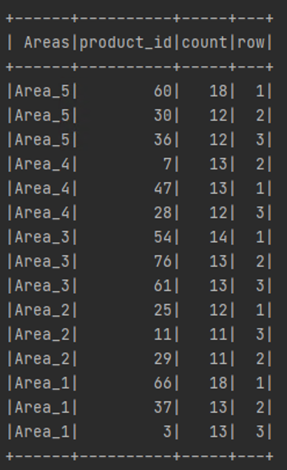 +------+----------+-----+---+
| Areas|product_id|count|row|
+------+----------+-----+---+
|Area_5|        60|   18|  1|
|Area_5|        30|   12|  2|
|Area_5|        36|   12|  3|
|Area_4|         7|   13|  2|
|Area_4|        47|   13|  1|
|Area_4|        28|   12|  3|
|Area_3|        54|   14|  1|
|Area_3|        76|   13|  2|
|Area_3|        61|   13|  3|
|Area_2|        25|   12|  1|
|Area_2|        11|   11|  3|
|Area_2|        29|   11|  2|
|Area_1|        66|   18|  1|
|Area_1|        37|   13|  2|
|Area_1|         3|   13|  3|
+------+----------+-----+---+